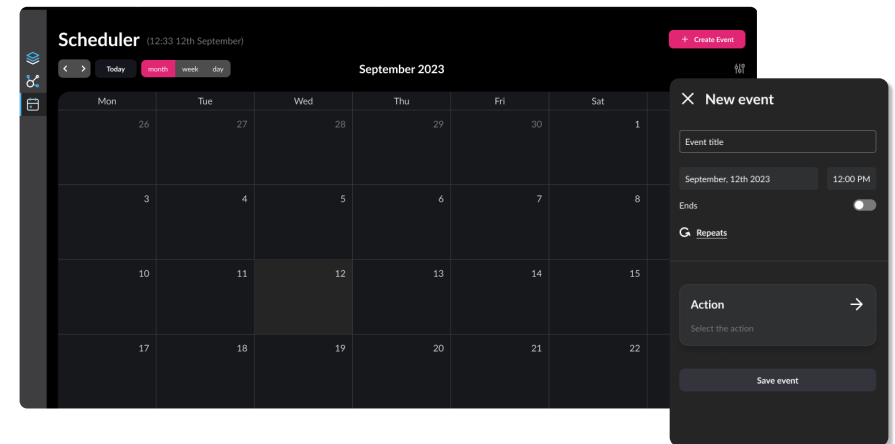 Scheduler (12:33 12th September)
+ Create Event
Today month week day
September 2023
Mon Tue Wed Thu Fri Sat
26 27 28 29 30 1
3 4 5 6 7 8
10 11 12 13 14 15
17 18 19 20 21 22
New event
Event title
September, 12th 2023 12:00 PM
Ends
Repeats
Action
Select the action
Save event